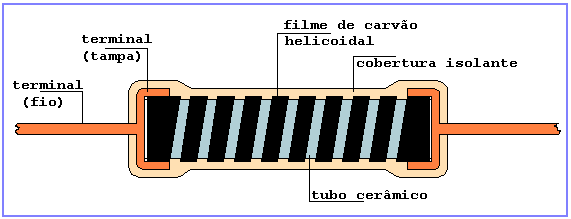 filme de carvão
helicoidal
terminal
(tampa)
cobertura isolante
terminal
(fio)
tubo cerâmico